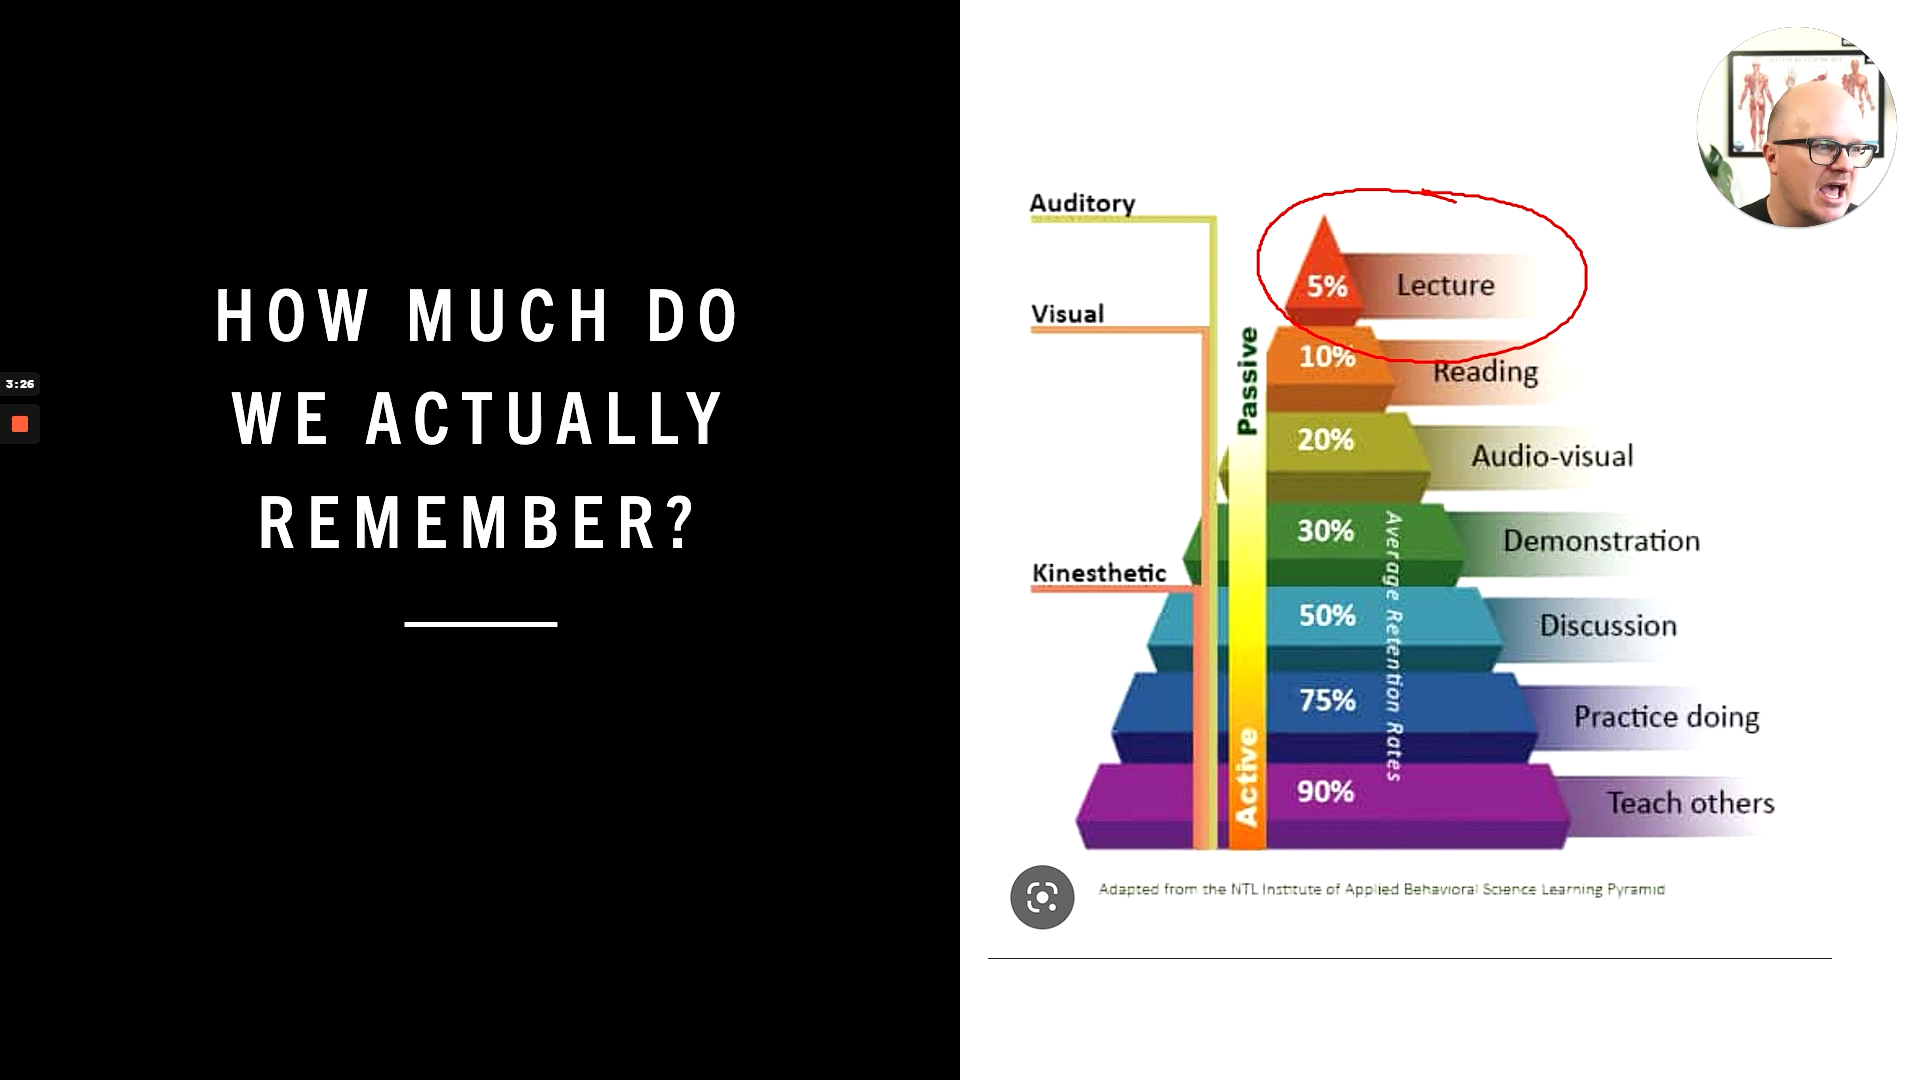 HOW MUCH DO
WE ACTUALLY
REMEMBER?
3:26
Auditory
Visual
Kinesthetic
Passive
Active
5% Lecture
10% Reading
20% Audio-visual
30% Demonstration
50% Discussion
75% Practice doing
90% Teach others
Average Retention Rates
Adapted from the NTL Institute of Applied Behavioral Science Learning Pyramid